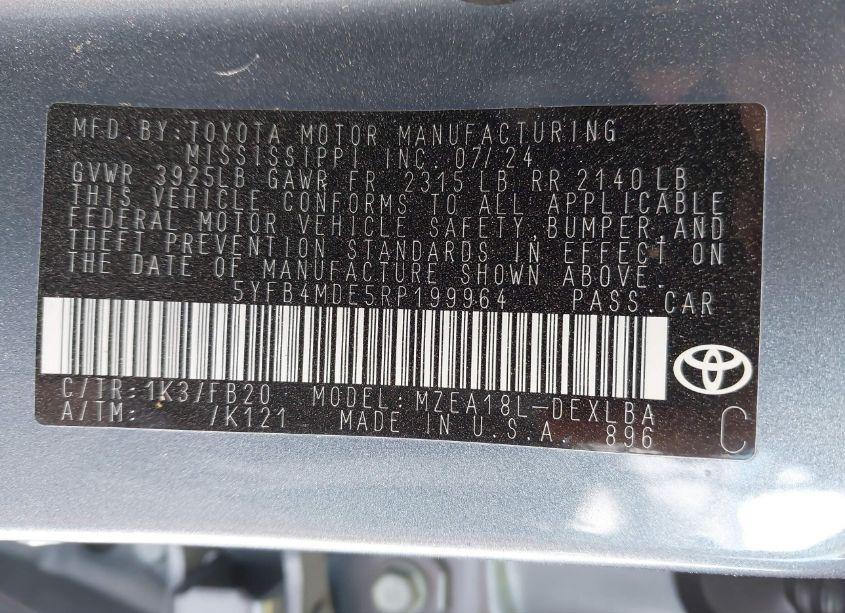 MFD. BY: TOYOTA MOTOR MANUFACTURING
MISSISSIPPI INC. 07/24
GVWR 3925LB GAWR FR 2315 LB RR 2140 LB
THIS VEHICLE CONFORMS TO ALL APPLICABLE
FEDERAL MOTOR VEHICLE SAFETY, BUMPER, AND
THEFT PREVENTION STANDARDS IN EFFECT ON
THE DATE OF MANUFACTURE SHOWN ABOVE.
5YFB4MDE5RP199964 PASS. CAR
C/TR: 1K3/FB20 MODEL: MZEA18L-DEXLBA
A/TM: /K121 MADE IN U.S.A. 896 C